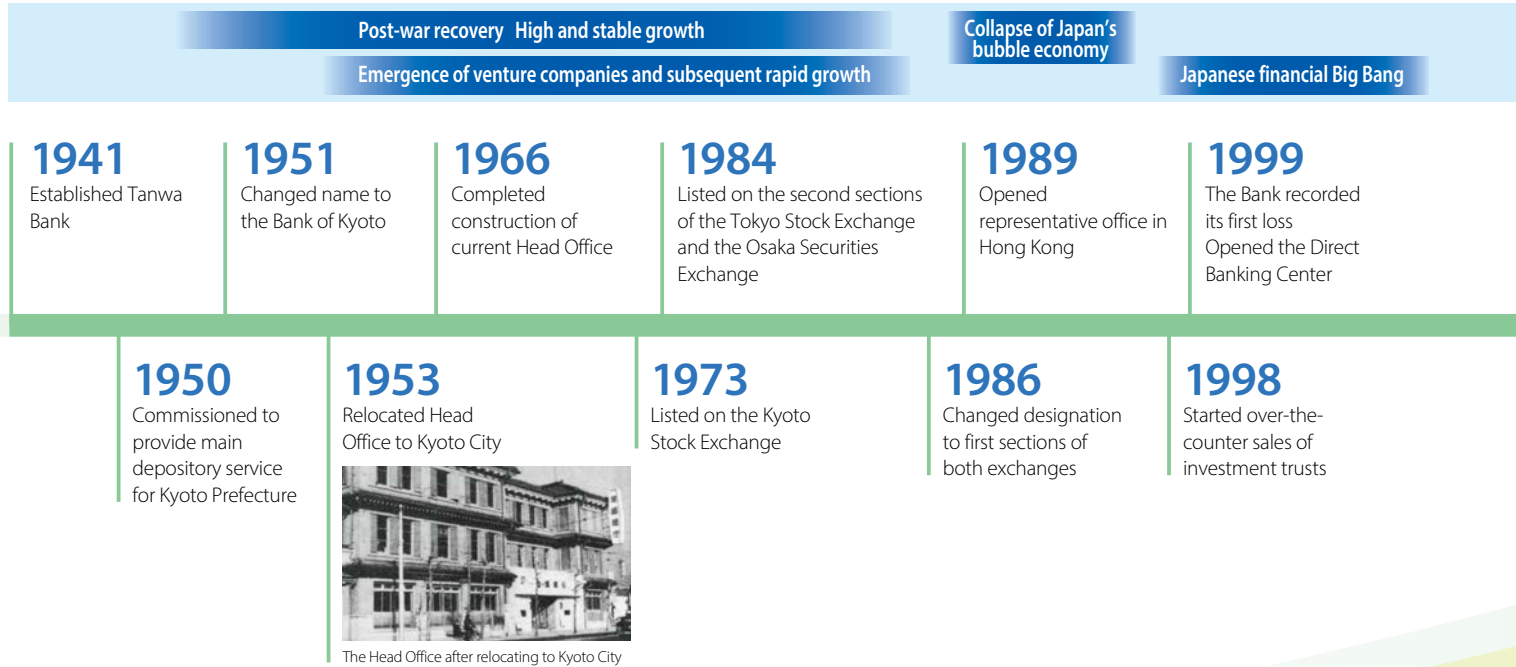 Post-war recovery High and stable growth
Collapse of Japan's
bubble economy
Emergence of venture companies and subsequent rapid growth
Japanese financial Big Bang
1941
Established Tanwa
Bank
1951
Changed name to
the Bank of Kyoto
1966
Completed
construction of
current Head Office
1984
Listed on the second sections
of the Tokyo Stock Exchange
and the Osaka Securities
Exchange
1989
Opened
representative office in
Hong Kong
1999
The Bank recorded
its first loss
Opened the Direct
Banking Center
1950
Commissioned to
provide main
depository service
for Kyoto Prefecture
1953
Relocated Head
Office to Kyoto City
The Head Office after relocating to Kyoto City
1973
Listed on the Kyoto
Stock Exchange
1986
Changed designation
to first sections of
both exchanges
1998
Started over-the-
counter sales of
investment trusts